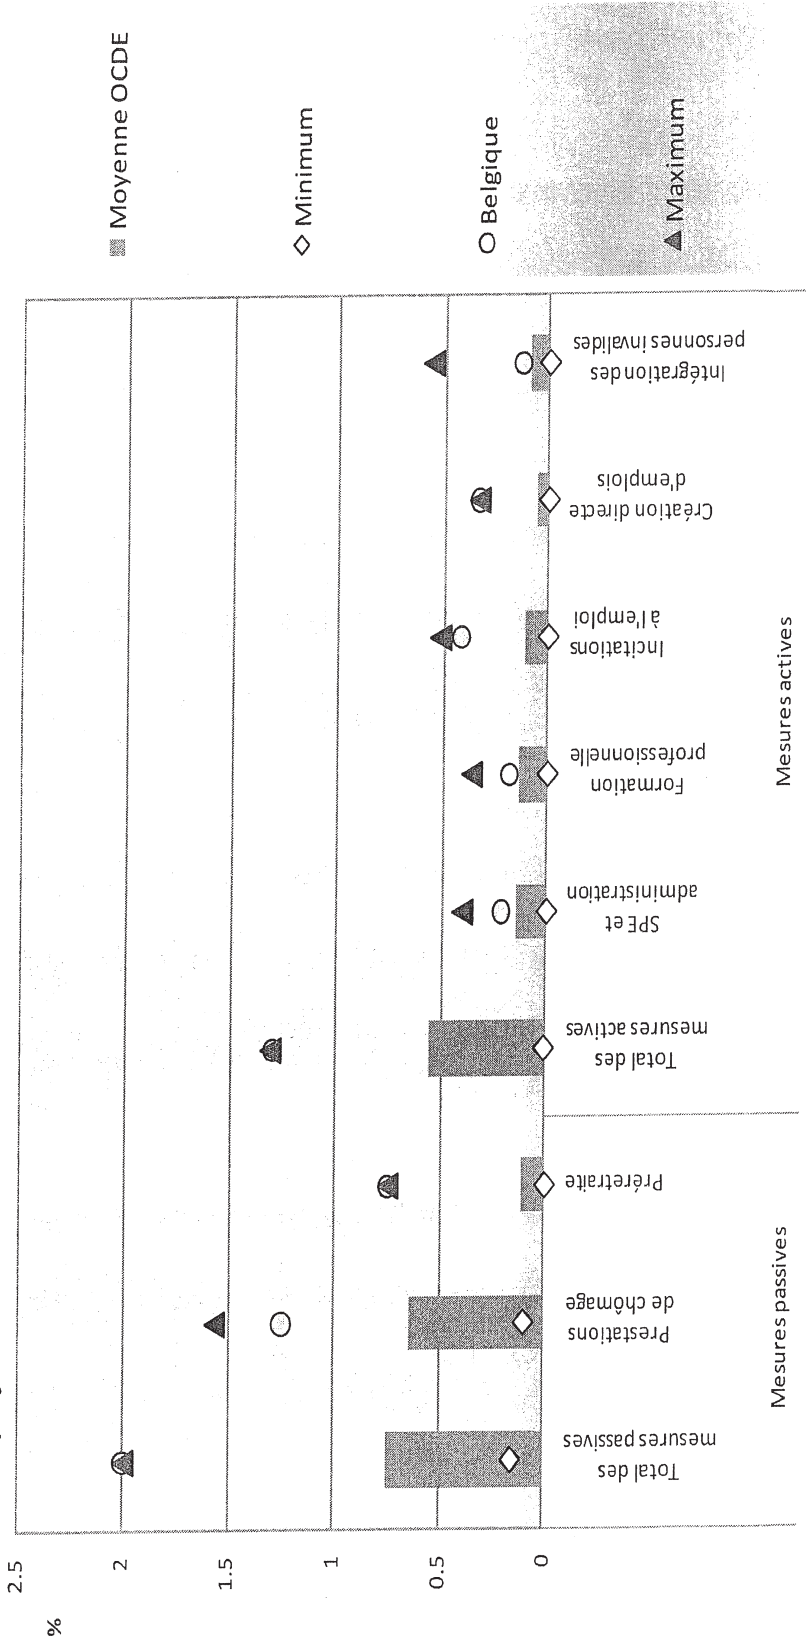 %
2.5
2
1.5
1
0.5
0
Total des
mesures passives
Prestations
de chômage
Préretraite
Total des
mesures actives
SPE et
administration
Formation
professionnelle
Incitations
à l'emploi
Création directe
d'emplois
Intégration des
personnes invalides
Mesures passives
Mesures actives
Moyenne OCDE
Minimum
Belgique
Maximum